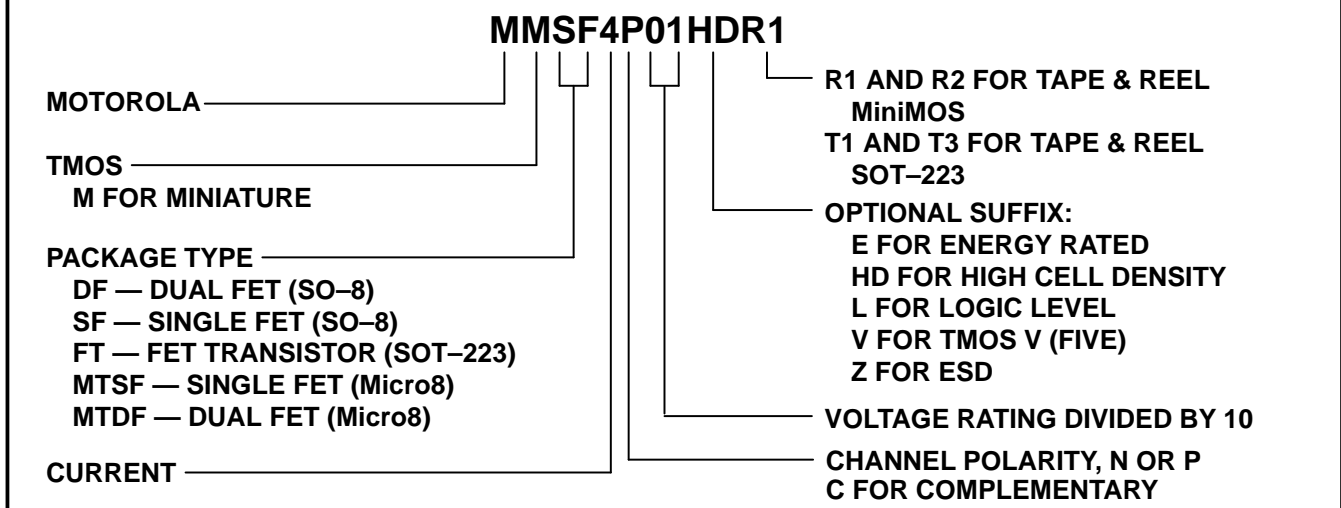 MMSF4P01HDR1
MOTOROLA
TMOS
M FOR MINIATURE
PACKAGE TYPE
DF — DUAL FET (SO–8)
SF — SINGLE FET (SO–8)
FT — FET TRANSISTOR (SOT–223)
MTSF — SINGLE FET (Micro8)
MTDF — DUAL FET (Micro8)
CURRENT
R1 AND R2 FOR TAPE & REEL
MiniMOS
T1 AND T3 FOR TAPE & REEL
SOT–223
OPTIONAL SUFFIX:
E FOR ENERGY RATED
HD FOR HIGH CELL DENSITY
L FOR LOGIC LEVEL
V FOR TMOS V (FIVE)
Z FOR ESD
VOLTAGE RATING DIVIDED BY 10
CHANNEL POLARITY, N OR P
C FOR COMPLEMENTARY